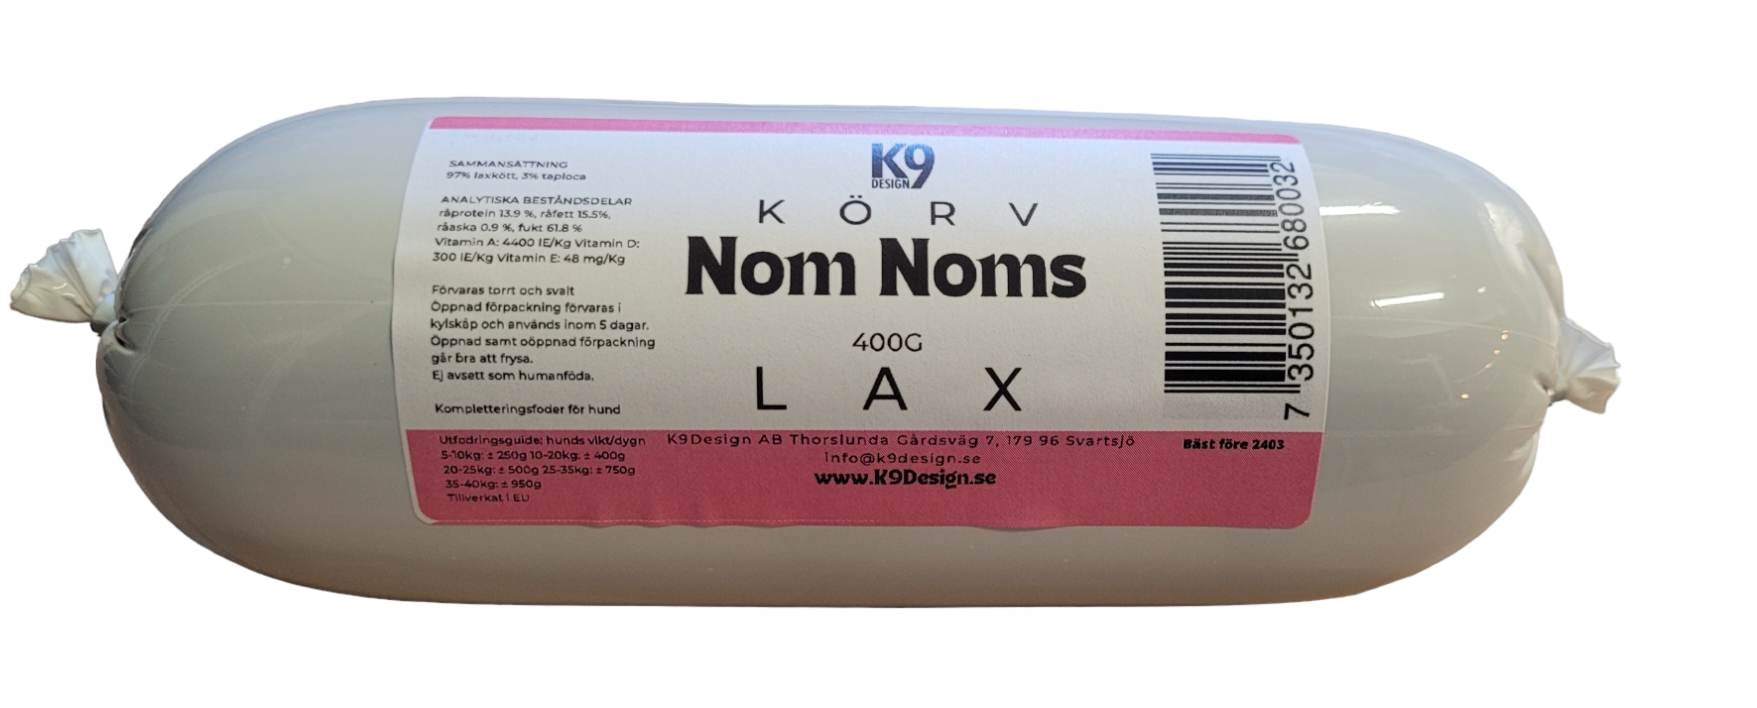 SAMMANSÄTTNING
97% laxkött, 3% tapioca
ANALYTISKA BESTÅNDSDELAR
råprotein 13.9 %, råfett 15.5%,
råaska 0.9 %, fukt 61.8 %
Vitamin A: 4400 IE/Kg Vitamin D:
300 IE/Kg Vitamin E: 48 mg/Kg
Förvaras torrt och svalt
Öppnad förpackning förvaras i
kylskåp och används inom 5 dagar.
Öppnad samt oöppnad förpackning
går bra att frysa.
Ej avsett som humanföda.
Kompletteringsfoder för hund
Utfodringsguide: hunds vikt/dygn
5-10kg: ± 250g 10-20kg: ± 400g
20-25kg: ± 500g 25-35kg: ± 750g
35-40kg: ± 950g
Tillverkat i EU
K9
DESIGN
KÖRV
Nom Noms
400G
LAX
K9Design AB Thorslunda Gårdsväg 7, 179 96 Svartsjö
info@k9design.se
www.K9Design.se
7 350132 680032
Bäst före 2403